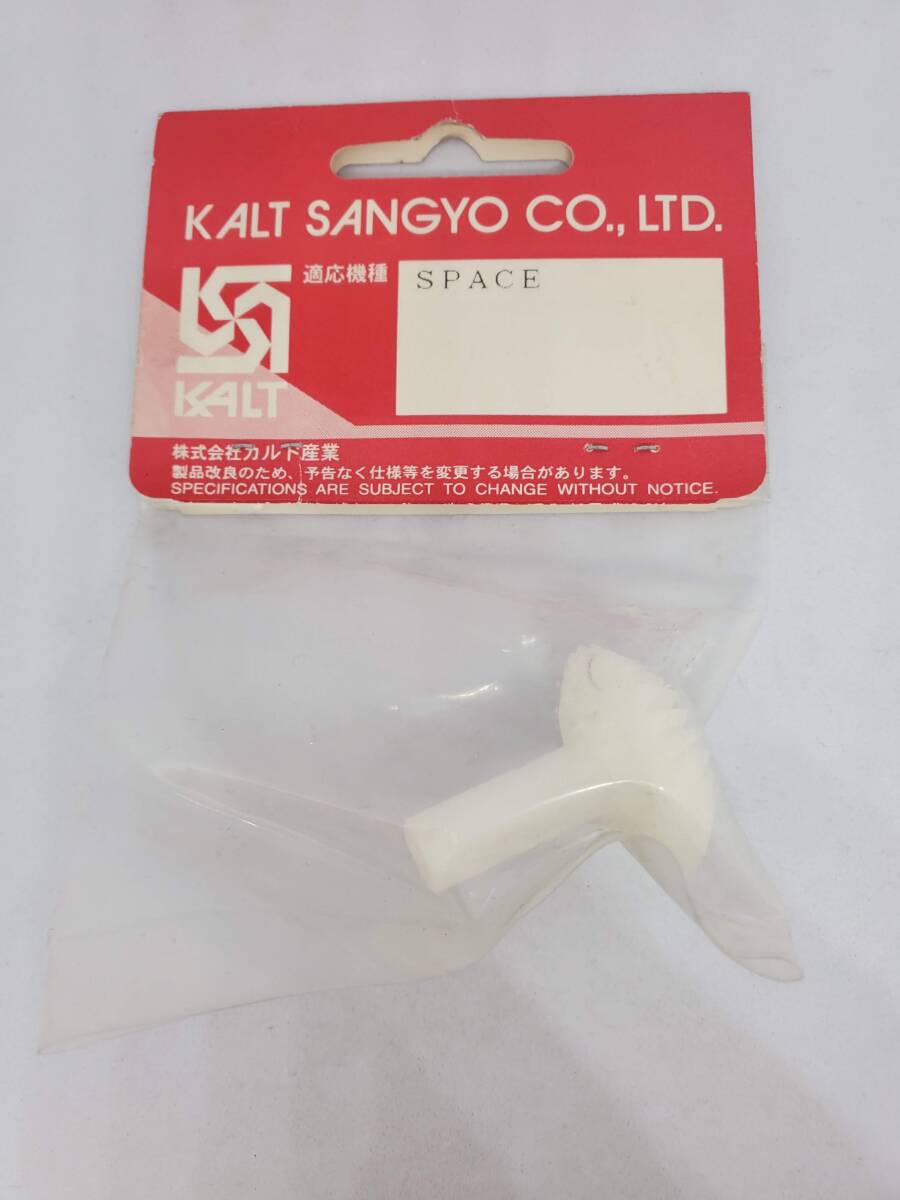 KALT SANGYO CO., LTD.
適応機種
SPACE
KALT
株式会社カルト産業
製品改良のため、予告なく仕様等を変更する場合があります。
SPECIFICATIONS ARE SUBJECT TO CHANGE WITHOUT NOTICE.